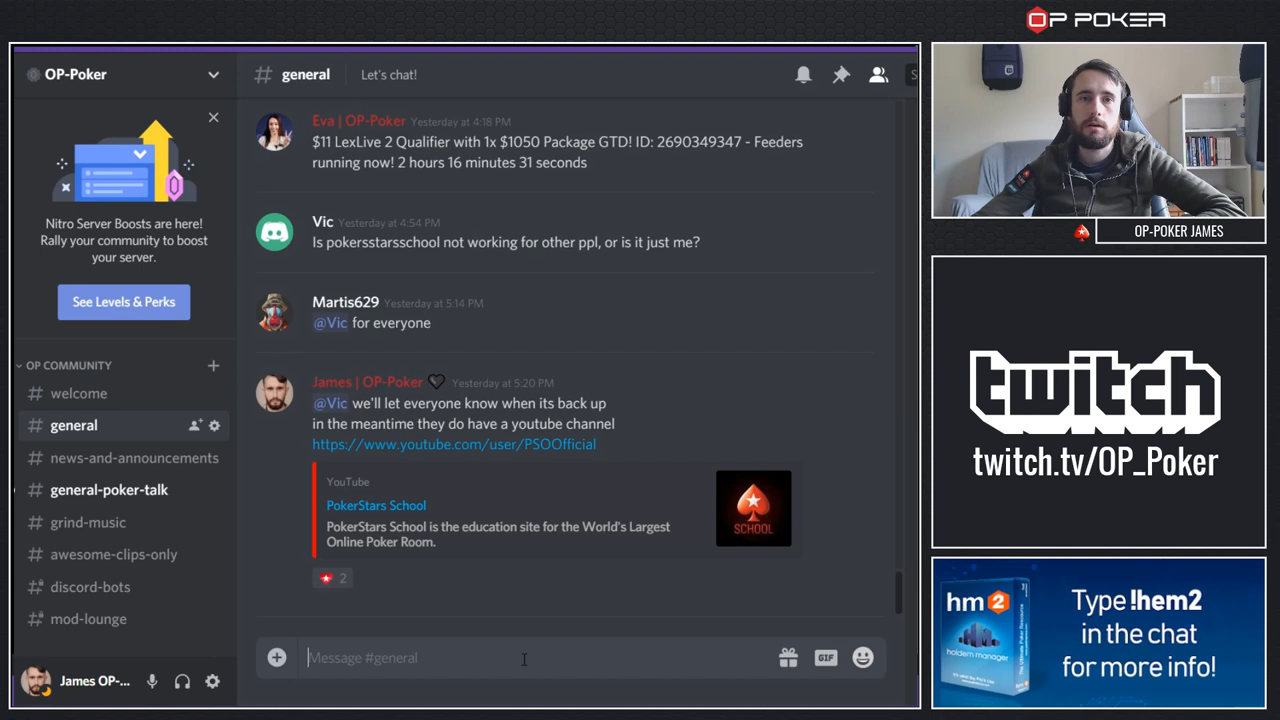 OP POKER
OP-Poker
general
Let's chat!
Nitro Server Boosts are here!
Rally your community to boost
your server.
See Levels & Perks
OP COMMUNITY
welcome
general
news-and-announcements
general-poker-talk
grind-music
awesome-clips-only
discord-bots
mod-lounge
James OP-...
Eva | OP-Poker Yesterday at 4:18 PM
$11 LexLive 2 Qualifier with 1x $1050 Package GTD! ID: 2690349347 - Feeders
running now! 2 hours 16 minutes 31 seconds
Vic Yesterday at 4:54 PM
Is pokersstarsschool not working for other ppl, or is it just me?
Martis629 Yesterday at 5:14 PM
@Vic for everyone
James | OP-Poker Yesterday at 5:20 PM
@Vic we'll let everyone know when its back up
in the meantime they do have a youtube channel
https://www.youtube.com/user/PSOOfficial
YouTube
PokerStars School
PokerStars School is the education site for the World's Largest
Online Poker Room.
SCHOOL
2
Message #general
GIF
OP-POKER JAMES
twitch
twitch.tv/OP_Poker
hm2
holdem manager
Type !hem2
in the chat
for more info!